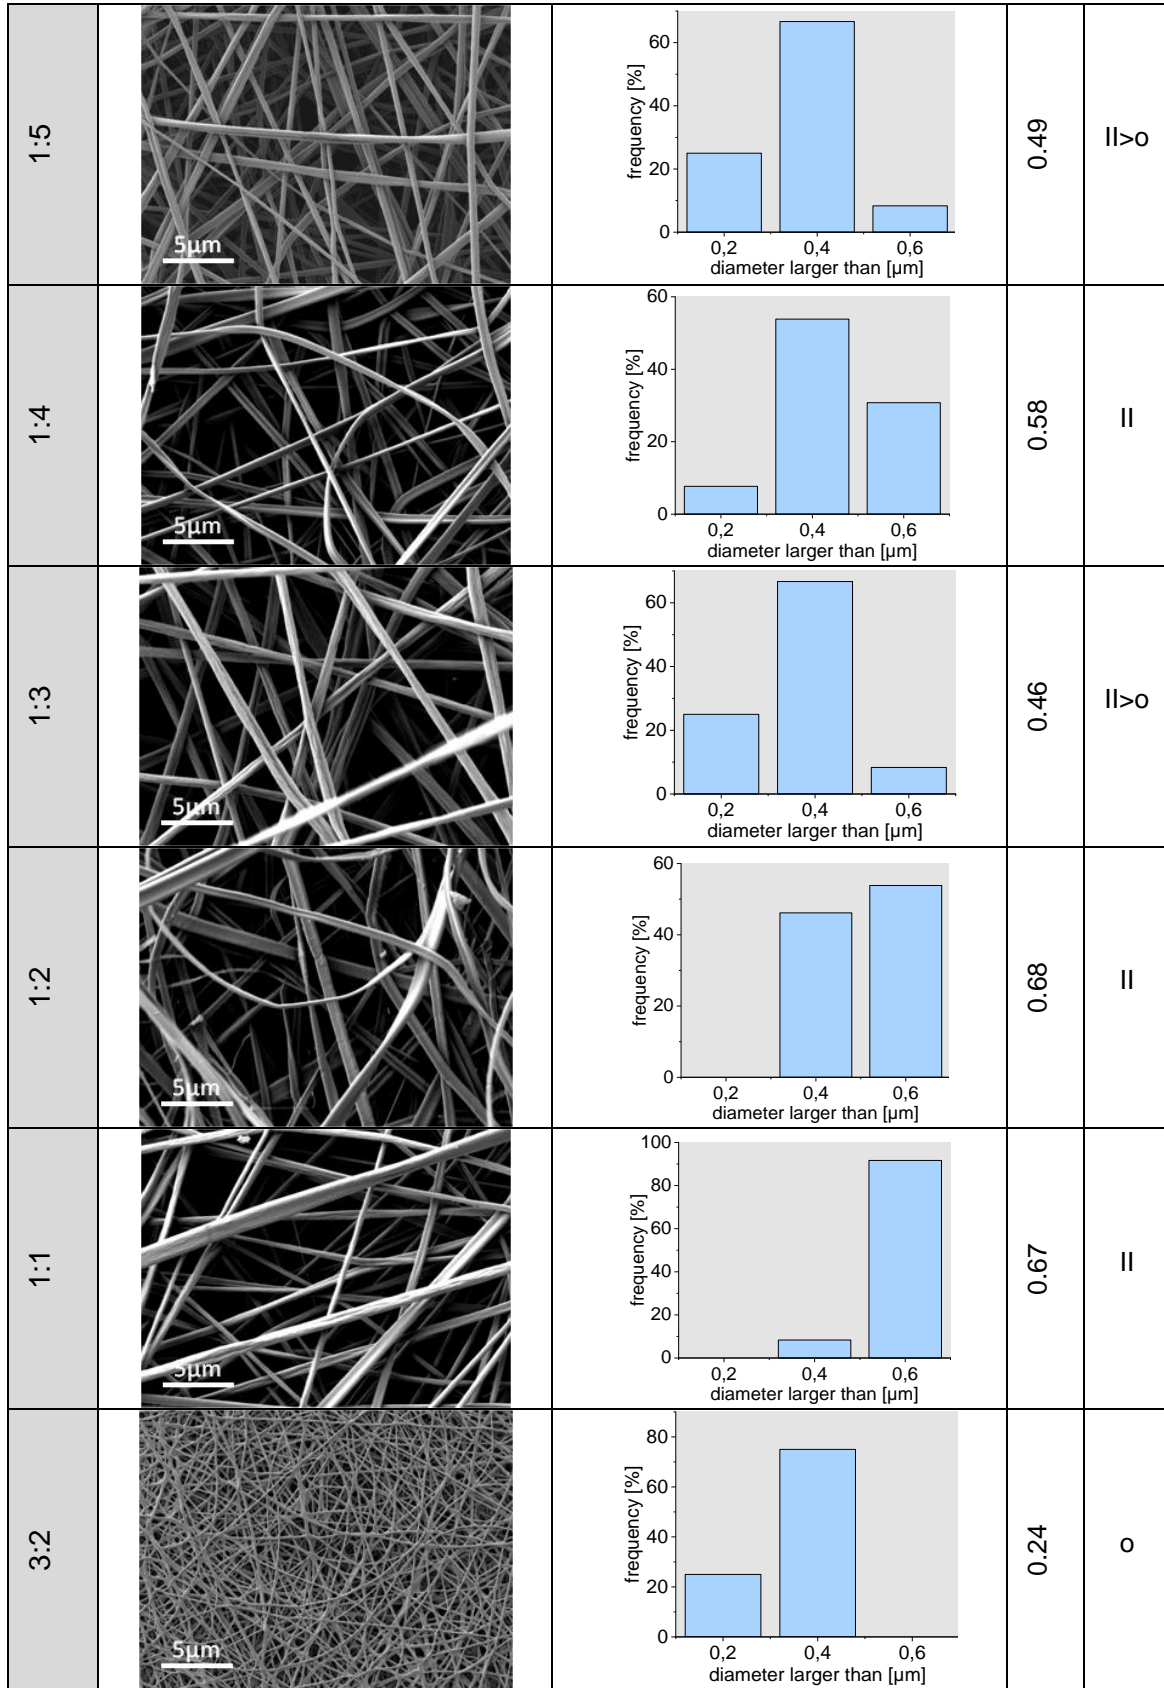 1:5
5µm
60
40
20
0
frequency [%]
0,2 0,4 0,6
diameter larger than [µm]
0.49
II>o
1:4
5µm
60
40
20
0
frequency [%]
0,2 0,4 0,6
diameter larger than [µm]
0.58
II
1:3
5µm
60
40
20
0
frequency [%]
0,2 0,4 0,6
diameter larger than [µm]
0.46
II>o
1:2
5µm
60
40
20
0
frequency [%]
0,2 0,4 0,6
diameter larger than [µm]
0.68
II
1:1
5µm
100
80
60
40
20
0
frequency [%]
0,2 0,4 0,6
diameter larger than [µm]
0.67
II
3:2
5µm
80
60
40
20
0
frequency [%]
0,2 0,4 0,6
diameter larger than [µm]
0.24
o